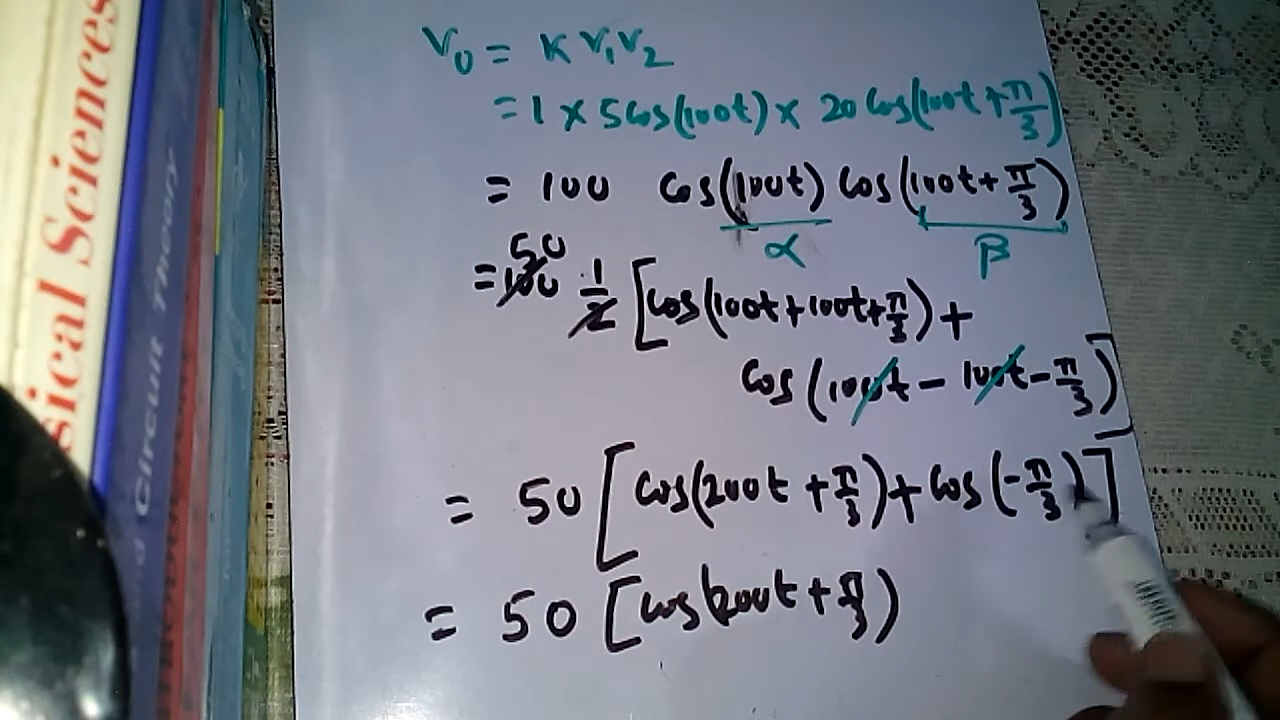 sical Sciences
d Circuit Theory
V₀ = K V₁ V₂
= 1 × 5 Cos(100t) × 20 Cos(100t + π/3)
= 100 Cos(100t) Cos(100t + π/3)
α β
50
= 100 1/2 [Cos(100t + 100t + π/3) +
Cos(100t - 100t - π/3)]
= 50 [Cos(200t + π/3) + Cos(-π/3)]
= 50 [Cos(200t + π/3)